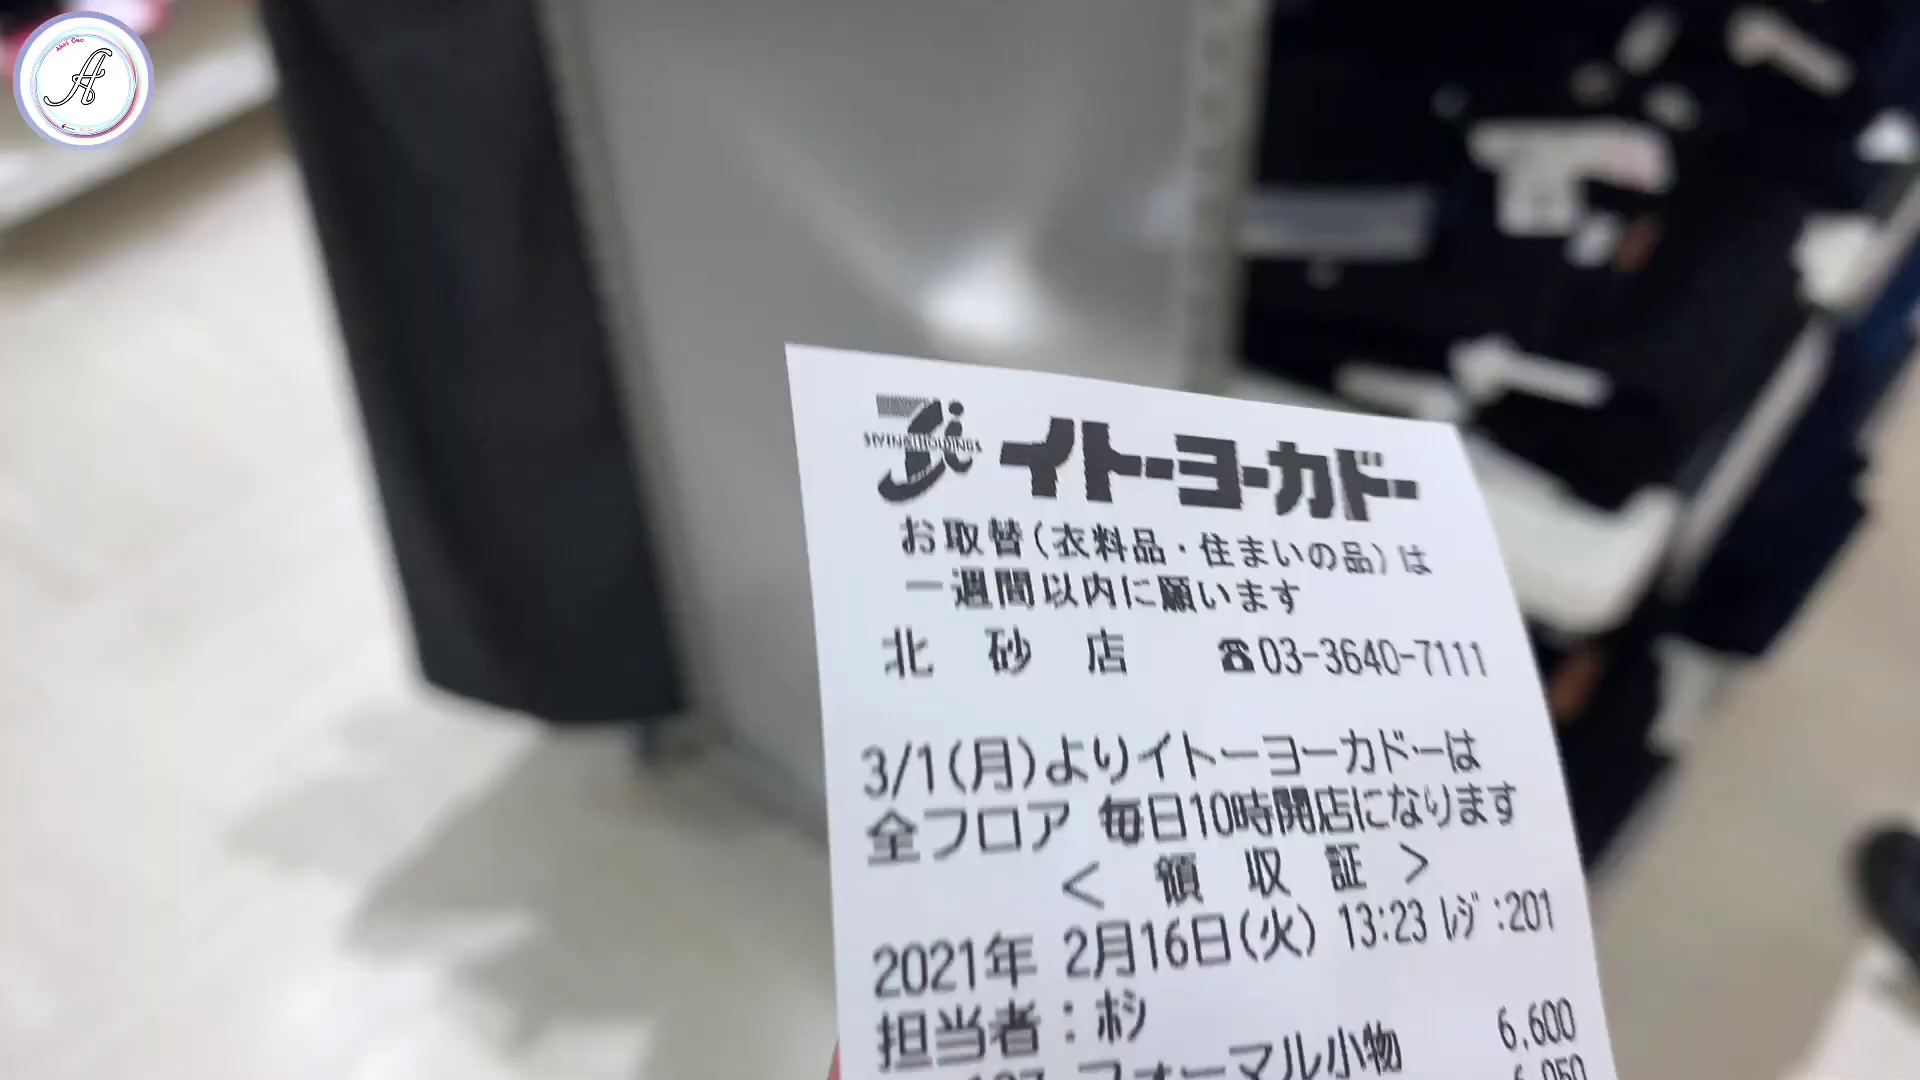 SEVEN&i HOLDINGS
イトーヨーカドー
お取替(衣料品・住まいの品)は
一週間以内に願います
北 砂 店 ☎03-3640-7111
3/1(月)よりイトーヨーカドーは
全フロア 毎日10時開店になります
< 領 収 証 >
2021年 2月16日(火) 13:23 ﾚｼﾞ:201
担当者:ﾎｼ
フォーマル小物 6,600